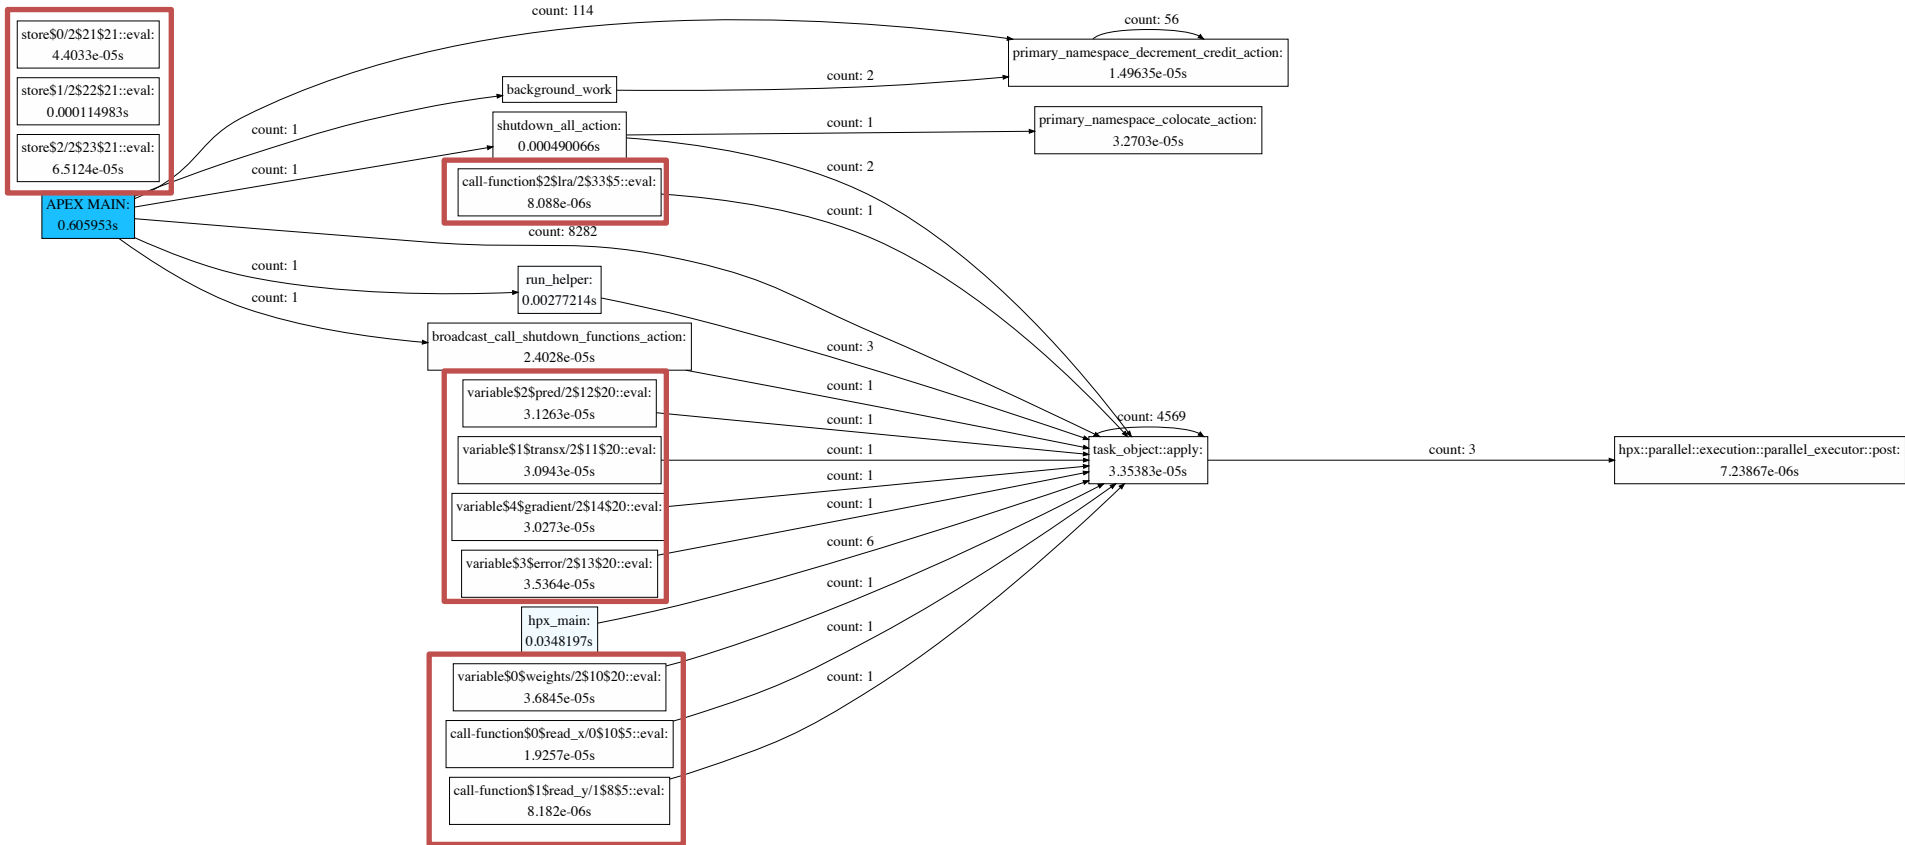 store$0/2$21$21::eval:
4.4033e-05s
store$1/2$22$21::eval:
0.000114983s
store$2/2$23$21::eval:
6.5124e-05s
APEX MAIN:
0.605953s
count: 114
count: 1
count: 1
count: 8282
count: 1
count: 1
background_work
shutdown_all_action:
0.000490066s
call-function$2$lra/2$33$5::eval:
8.088e-06s
run_helper:
0.00277214s
broadcast_call_shutdown_functions_action:
2.4028e-05s
variable$2$pred/2$12$20::eval:
3.1263e-05s
variable$1$transx/2$11$20::eval:
3.0943e-05s
variable$4$gradient/2$14$20::eval:
3.0273e-05s
variable$3$error/2$13$20::eval:
3.5364e-05s
hpx_main:
0.0348197s
variable$0$weights/2$10$20::eval:
3.6845e-05s
call-function$0$read_x/0$10$5::eval:
1.9257e-05s
call-function$1$read_y/1$8$5::eval:
8.182e-06s
count: 2
count: 1
count: 2
count: 1
count: 3
count: 1
count: 1
count: 1
count: 1
count: 1
count: 6
count: 1
count: 1
count: 1
count: 56
primary_namespace_decrement_credit_action:
1.49635e-05s
primary_namespace_colocate_action:
3.2703e-05s
count: 4569
task_object::apply:
3.35383e-05s
count: 3
hpx::parallel::execution::parallel_executor::post:
7.23867e-06s